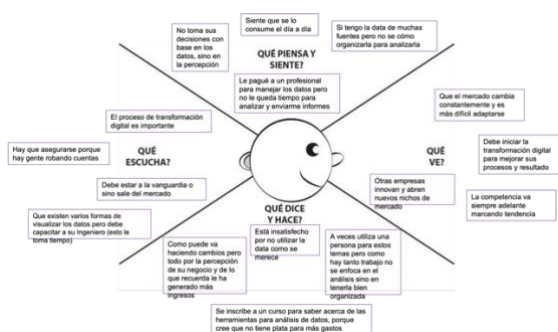 Siente que se lo
consume el día a día
No toma sus
decisiones con
base en los
datos, sino en
la percepción
Si tengo la data de muchas
fuentes pero no se cómo
organizarla para analizarla
QUÉ PIENSA Y
SIENTE?
Le pagué a un profesional
para manejar los datos pero
no le queda tiempo para
analizar y enviarme informes
El proceso de transformación
digital es importante
Hay que asegurarse porque
hay gente robando cuentas
QUÉ
ESCUCHA?
Debe estar a la vanguardia o
sino sale del mercado
Que existen varios formas de
visualizar los datos pero debe
capacitar a su Ingeniero (esto le
toma tiempo)
Que el mercado cambia
constantemente y es
más difícil adaptarse
QUÉ
VE?
Debe iniciar la
transformación digital
para mejorar sus
procesos y resultado
Otras empresas
innovan y abren
nuevos nichos de
mercado
La competencia va
siempre adelante
marcando tendencia
QUÉ DICE
Y HACE?
Está insatisfecho
por no utilizar la
data como se
merece
Como puede va
haciendo cambios pero
todo por la percepción
de su negocio y de lo
que recuerda le ha
generado más
ingresos
A veces utiliza una
persona para estos
temas pero como
hay tanto trabajo no
se enfoca en el
análisis sino en
tenerla bien
organizada
Se inscribe a un curso para saber acerca de las
herramientas para análisis de datos, porque
cree que no tiene plata para más gastos